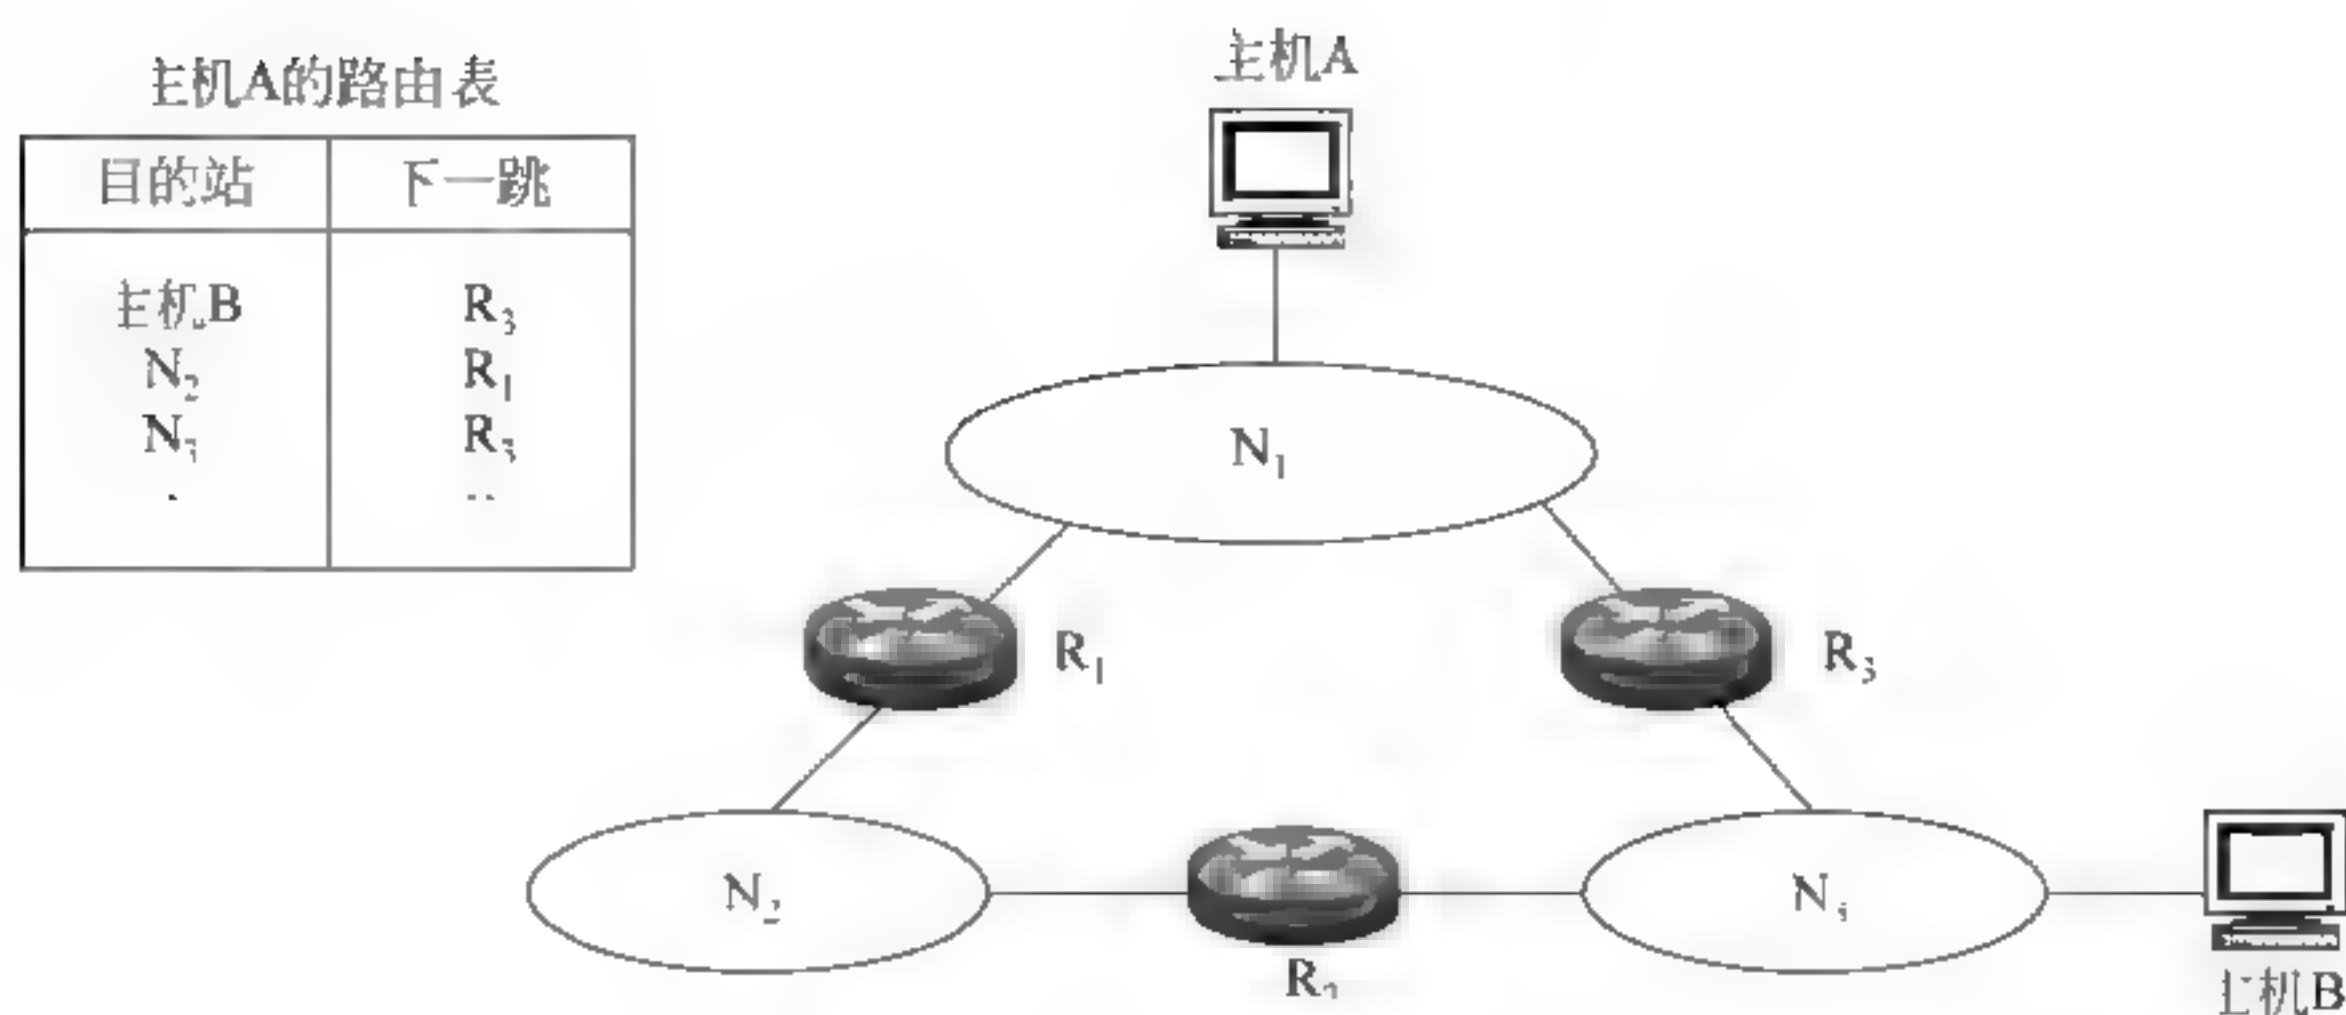 主机A的路由表
目的站 下一跳
主机B R₃
N₂ R₁
N₃ R₃
主机A
N₁
R₁
R₃
N₂
R₂
N₃
主机B